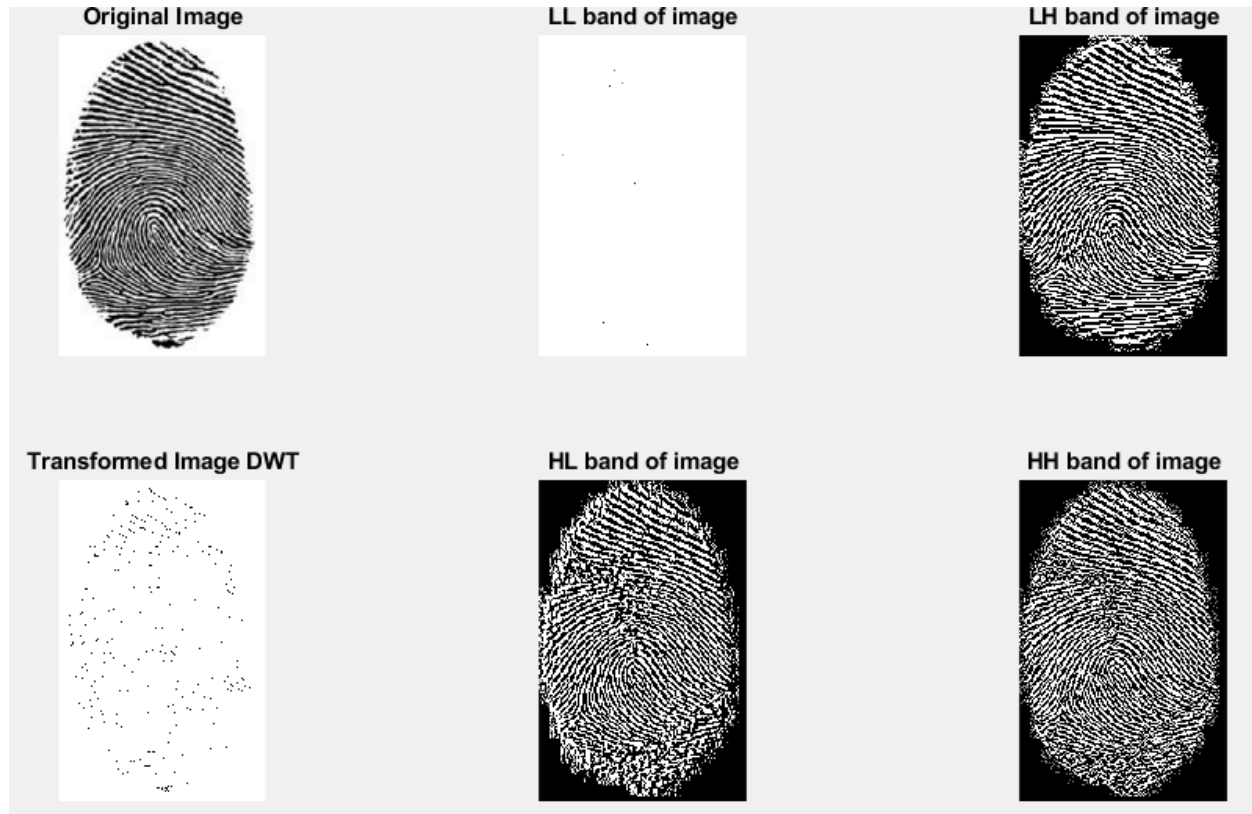 Original Image
LL band of image
LH band of image
Transformed Image DWT
HL band of image
HH band of image